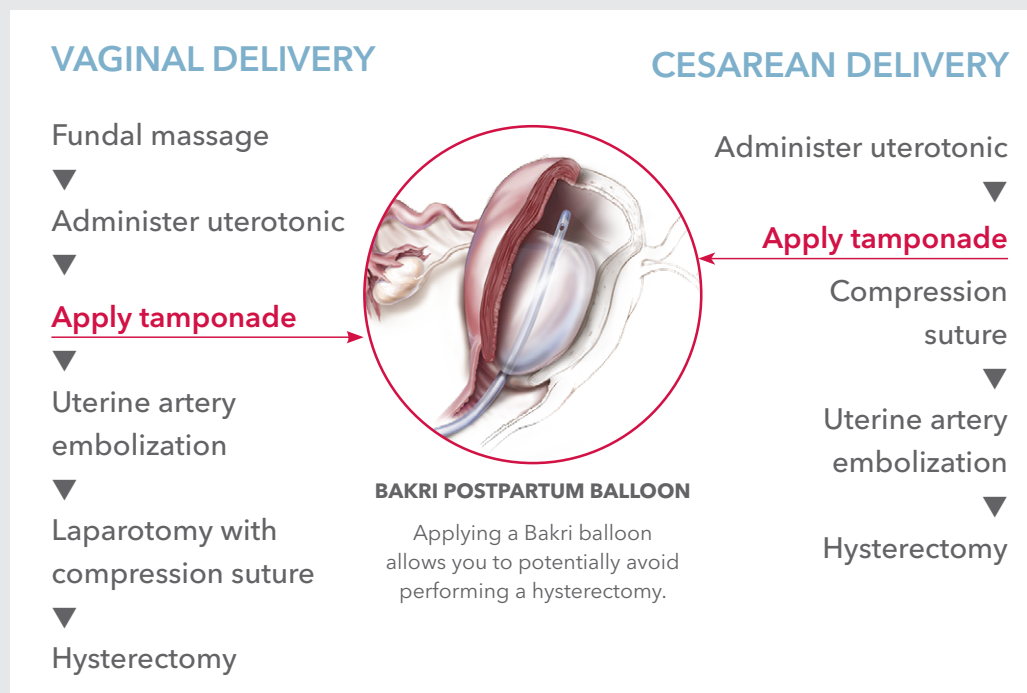 VAGINAL DELIVERY
Fundal massage
▼
Administer uterotonic
▼
Apply tamponade
▼
Uterine artery
embolization
▼
Laparotomy with
compression suture
▼
Hysterectomy
BAKRI POSTPARTUM BALLOON
Applying a Bakri balloon
allows you to potentially avoid
performing a hysterectomy.
CESAREAN DELIVERY
Administer uterotonic
▼
Apply tamponade
Compression
suture
▼
Uterine artery
embolization
▼
Hysterectomy